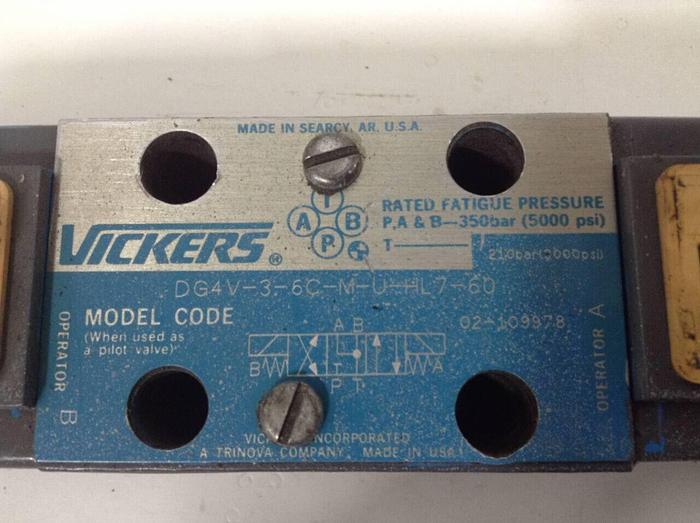 MADE IN SEARCY, AR. U.S.A.
T
A B
P
VICKERS®
RATED FATIGUE PRESSURE
P,A & B—350bar (5000 psi)
T
210bar(3000psi)
DG4V-3-6C-M-U-HL7-60
MODEL CODE
(When used as
a pilot valve)
02-109978
A B
B A
P T
OPERATOR B
OPERATOR A
INCORPORATED
A TRINOVA COMPANY, MADE IN USA